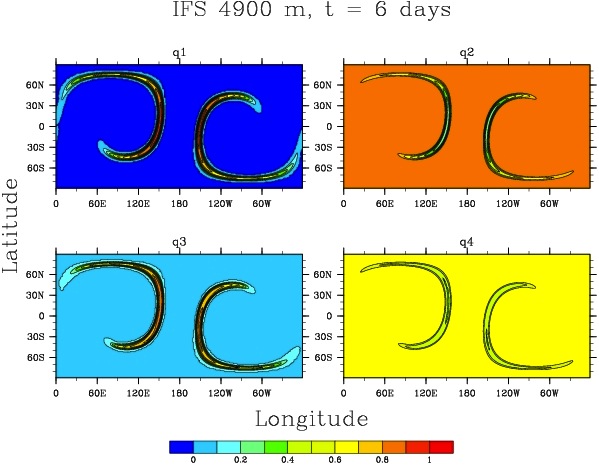 IFS 4900 m, t = 6 days
q1 q2
60N 30N 0 30S 60S 60N 30N 0 30S 60S
0 60E 120E 180 120W 60W 0 60E 120E 180 120W 60W
Latitude
q3 q4
60N 30N 0 30S 60S 60N 30N 0 30S 60S
0 60E 120E 180 120W 60W 0 60E 120E 180 120W 60W
Longitude
0 0.2 0.4 0.6 0.8 1